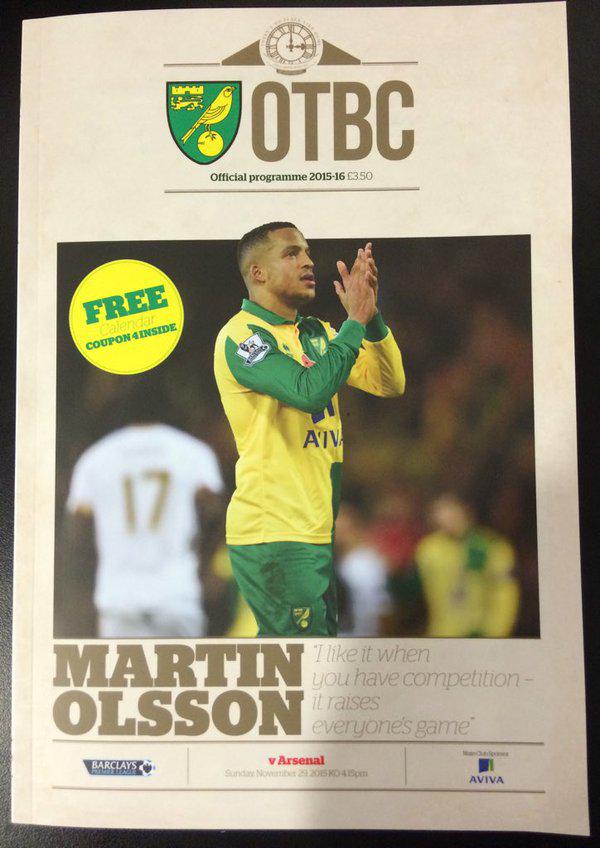 OTBC
Official programme 2015-16 £3.50
FREE
Calendar
COUPON 4 INSIDE
17
AVIVA
MARTIN
OLSSON
"I like it when
you have competition –
it raises
everyone's game"
BARCLAYS
PREMIER LEAGUE
v Arsenal
Sunday, November 29, 2015 KO 4.15pm
Main Club Sponsor
AVIVA